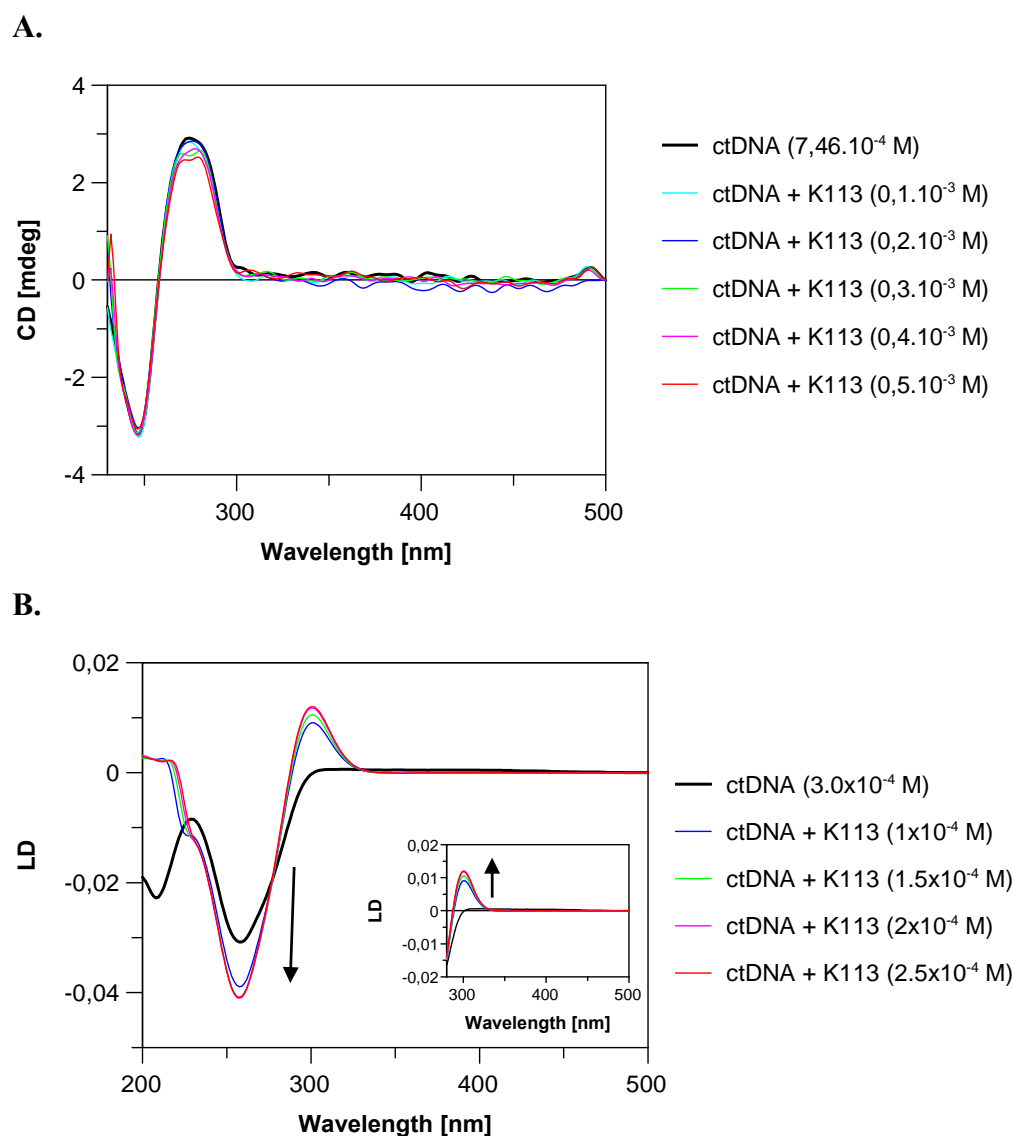 A.
4
2
0
-2
-4
CD [mdeg]
300
400
500
Wavelength [nm]
ctDNA (7,46.10⁻⁴ M)
ctDNA + K113 (0,1.10⁻³ M)
ctDNA + K113 (0,2.10⁻³ M)
ctDNA + K113 (0,3.10⁻³ M)
ctDNA + K113 (0,4.10⁻³ M)
ctDNA + K113 (0,5.10⁻³ M)
B.
0,02
0
-0,02
-0,04
LD
200
300
400
500
Wavelength [nm]
0,02
0,01
0
-0,01
-0,02
LD
300
400
500
Wavelength [nm]
ctDNA (3.0x10⁻⁴ M)
ctDNA + K113 (1x10⁻⁴ M)
ctDNA + K113 (1.5x10⁻⁴ M)
ctDNA + K113 (2x10⁻⁴ M)
ctDNA + K113 (2.5x10⁻⁴ M)